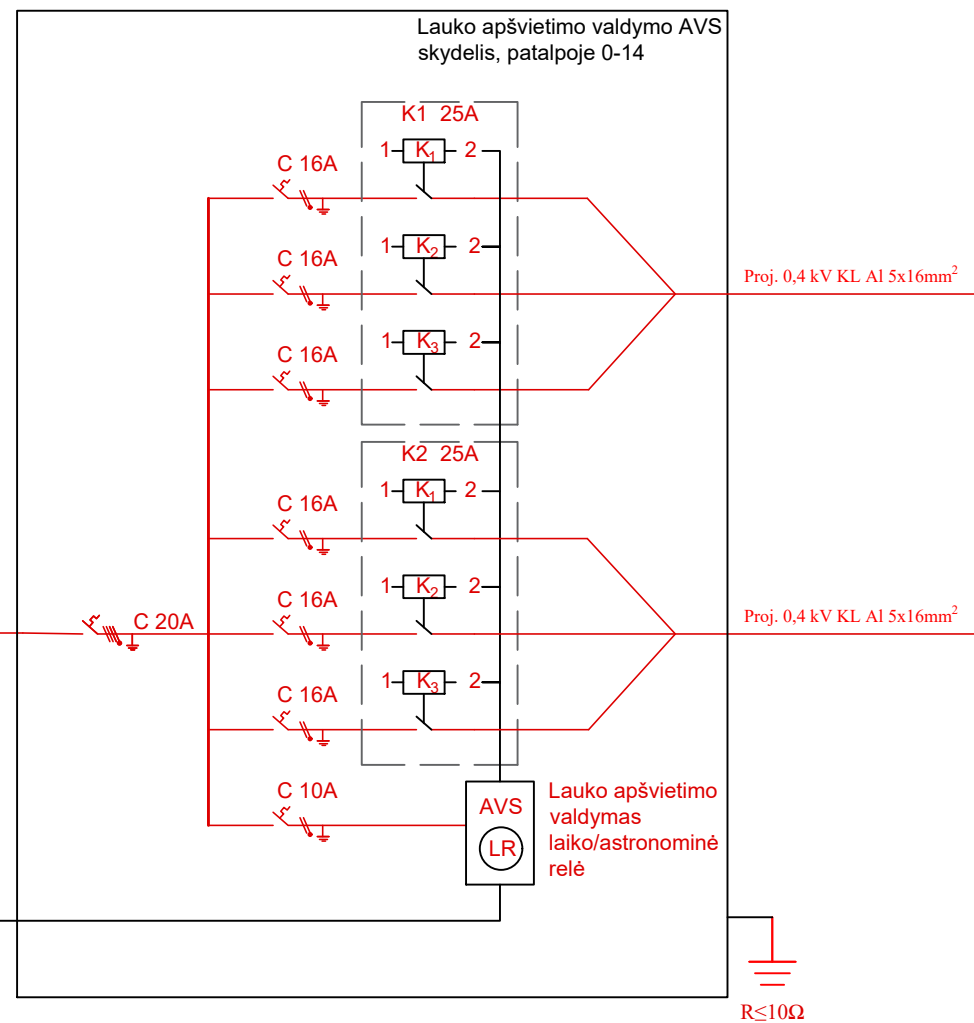 Lauko apšvietimo valdymo AVS
skydelis, patalpoje 0-14
K1 25A
1 K₁ 2
C 16A
1 K₂ 2
C 16A
Proj. 0,4 kV KL Al 5x16mm²
1 K₃ 2
C 16A
K2 25A
1 K₁ 2
C 16A
1 K₂ 2
C 16A
C 20A
Proj. 0,4 kV KL Al 5x16mm²
1 K₃ 2
C 16A
C 10A
AVS
LR
Lauko apšvietimo
valdymas
laiko/astronominė
relė
R≤10Ω